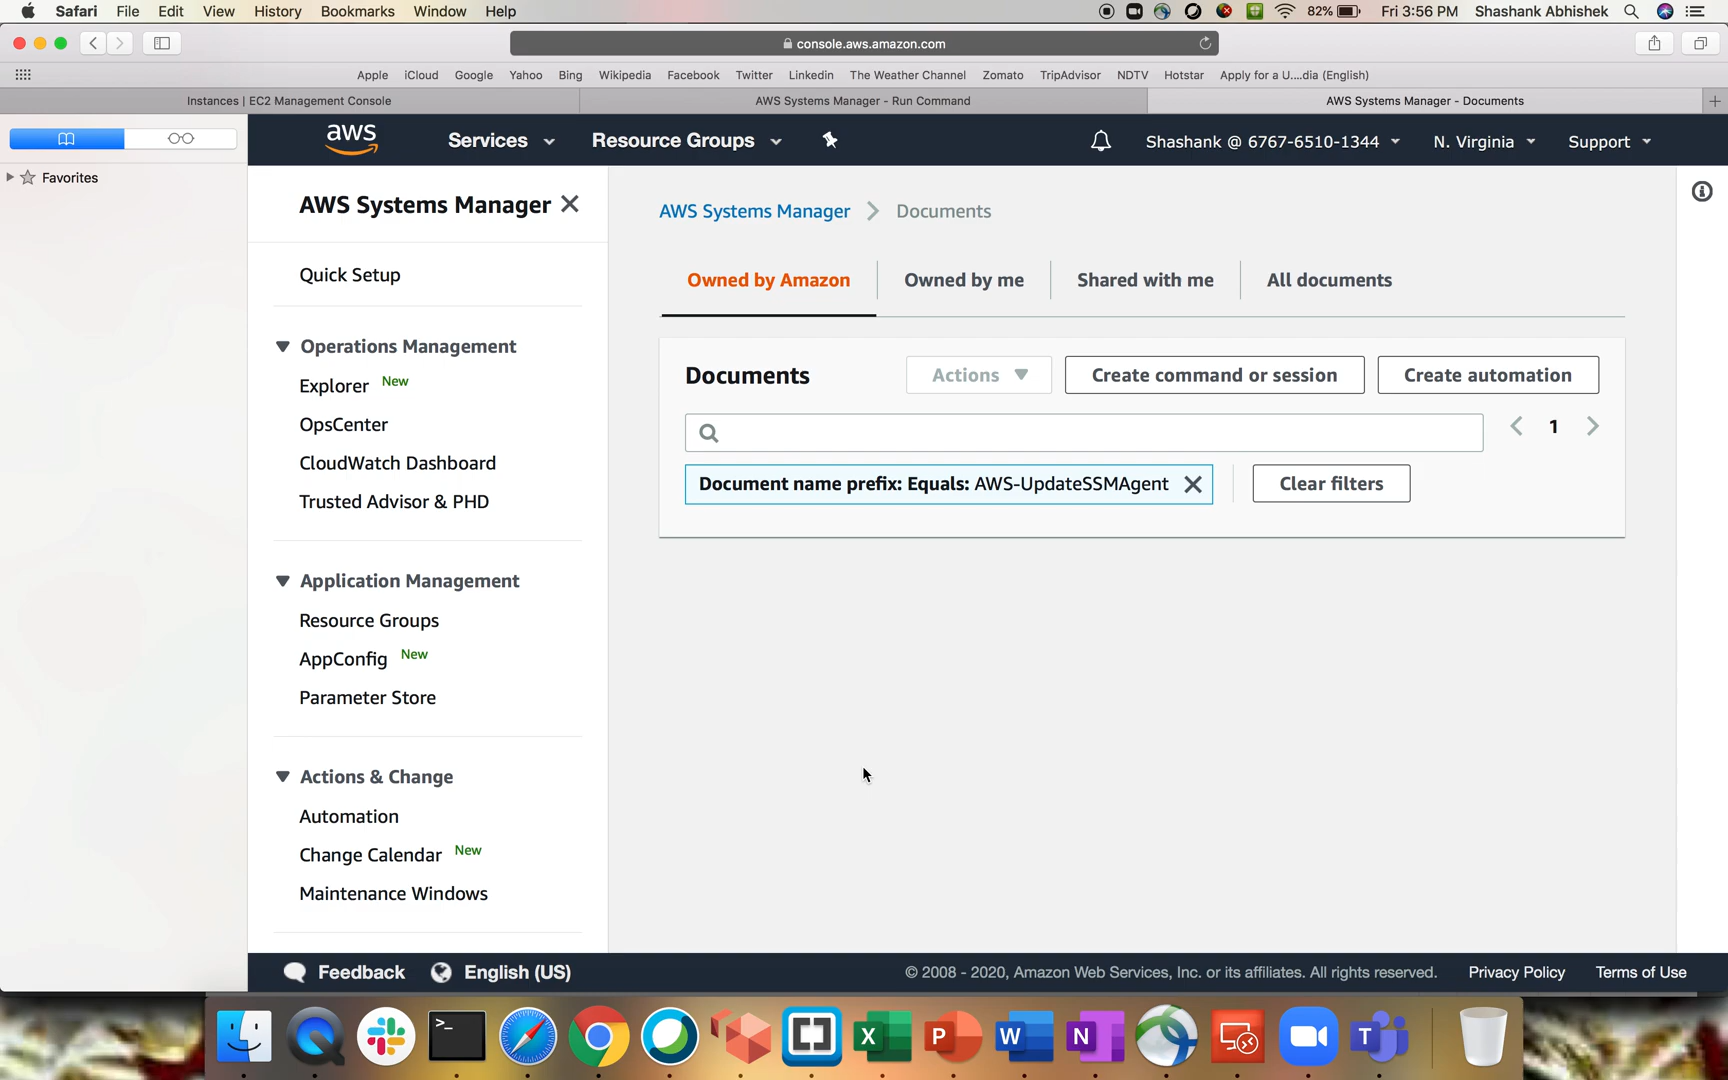 Safari File Edit View History Bookmarks Window Help 82% Fri 3:56 PM Shashank Abhishek
console.aws.amazon.com
Apple iCloud Google Yahoo Bing Wikipedia Facebook Twitter Linkedin The Weather Channel Zomato TripAdvisor NDTV Hotstar Apply for a U....dia (English)
Instances | EC2 Management Console AWS Systems Manager - Run Command AWS Systems Manager - Documents
aws Services Resource Groups Shashank @ 6767-6510-1344 N. Virginia Support
Favorites
AWS Systems Manager
Quick Setup
Operations Management
Explorer New
OpsCenter
CloudWatch Dashboard
Trusted Advisor & PHD
Application Management
Resource Groups
AppConfig New
Parameter Store
Actions & Change
Automation
Change Calendar New
Maintenance Windows
AWS Systems Manager Documents
Owned by Amazon Owned by me Shared with me All documents
Documents Actions Create command or session Create automation
1
Document name prefix: Equals: AWS-UpdateSSMAgent Clear filters
Feedback English (US) © 2008 - 2020, Amazon Web Services, Inc. or its affiliates. All rights reserved. Privacy Policy Terms of Use
X P W N T